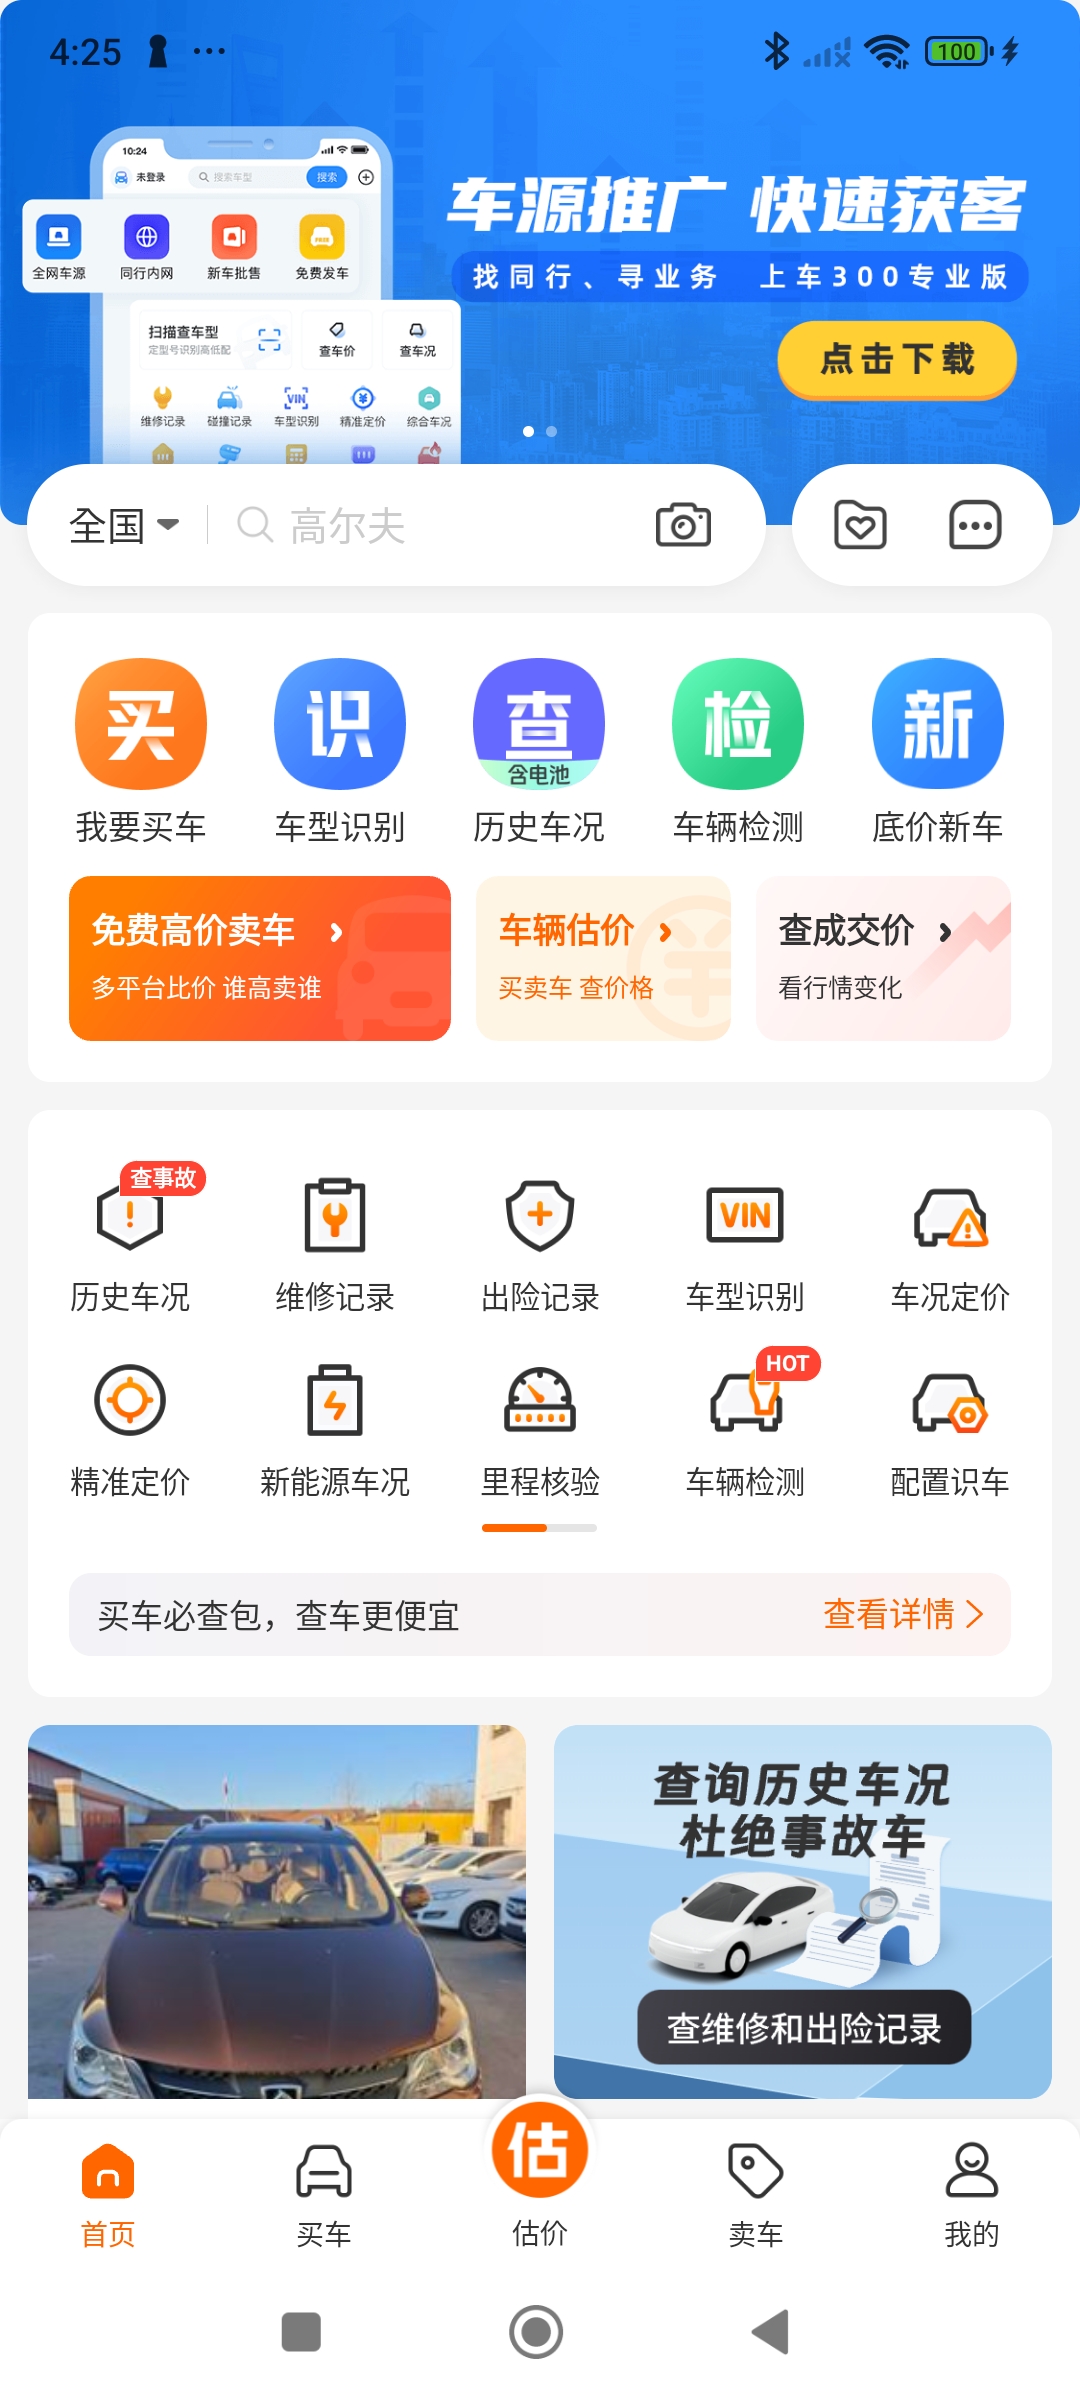 4:25
100
10:24
未登录
搜索车型
搜索
全网车源
同行内网
新车批售
免费发车
FREE
扫描查车型
定型号识别高低配
查车价
查车况
VIN
维修记录
碰撞记录
车型识别
精准定价
综合车况
车源推广 快速获客
找同行、寻业务 上车300专业版
点击下载
全国
高尔夫
买
识
查
含电池
检
新
我要买车
车型识别
历史车况
车辆检测
底价新车
免费高价卖车
多平台比价 谁高卖谁
车辆估价
买卖车 查价格
查成交价
看行情变化
查事故
VIN
历史车况
维修记录
出险记录
车型识别
车况定价
HOT
精准定价
新能源车况
里程核验
车辆检测
配置识车
买车必查包，查车更便宜
查看详情
查询历史车况
杜绝事故车
查维修和出险记录
估
首页
买车
估价
卖车
我的